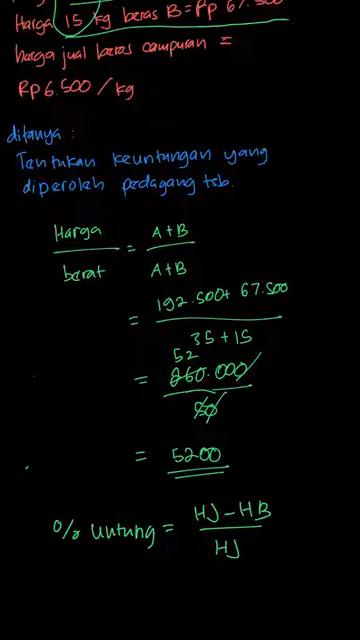 Harga 15 kg beras B = Rp 67.500
harga jual beras campuran =
Rp 6.500 / kg
ditanya :
Tentukan keuntungan yang
diperoleh pedagang tsb.
Harga / berat = A+B / A+B
= 192.500 + 67.500 / 35 + 15
52
= 260.000 / 50
= 5200
% untung = HJ – HB / HJ